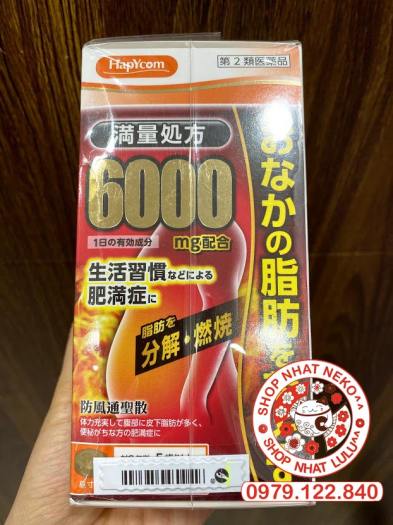 HapYcom
第2類医薬品
満量処方
6000
mg配合
1日の有効成分
生活習慣などによる
肥満症に
おなかの脂肪を
脂肪を
分解・燃焼
防風通聖散
体力充実して腹部に皮下脂肪が多く、
便秘がちな方の肥満症に
SHOP NHAT NEKO^^
SHOP NHAT LULU^^
0979.122.840